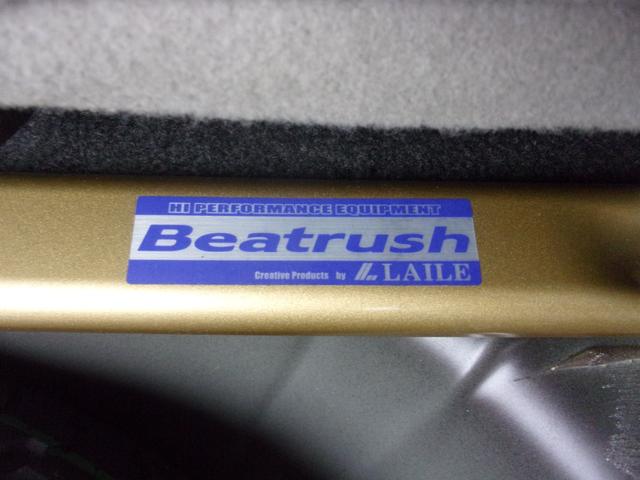 HI PERFORMANCE EQUIPMENT
Beatrush
Creative Products by LAILE